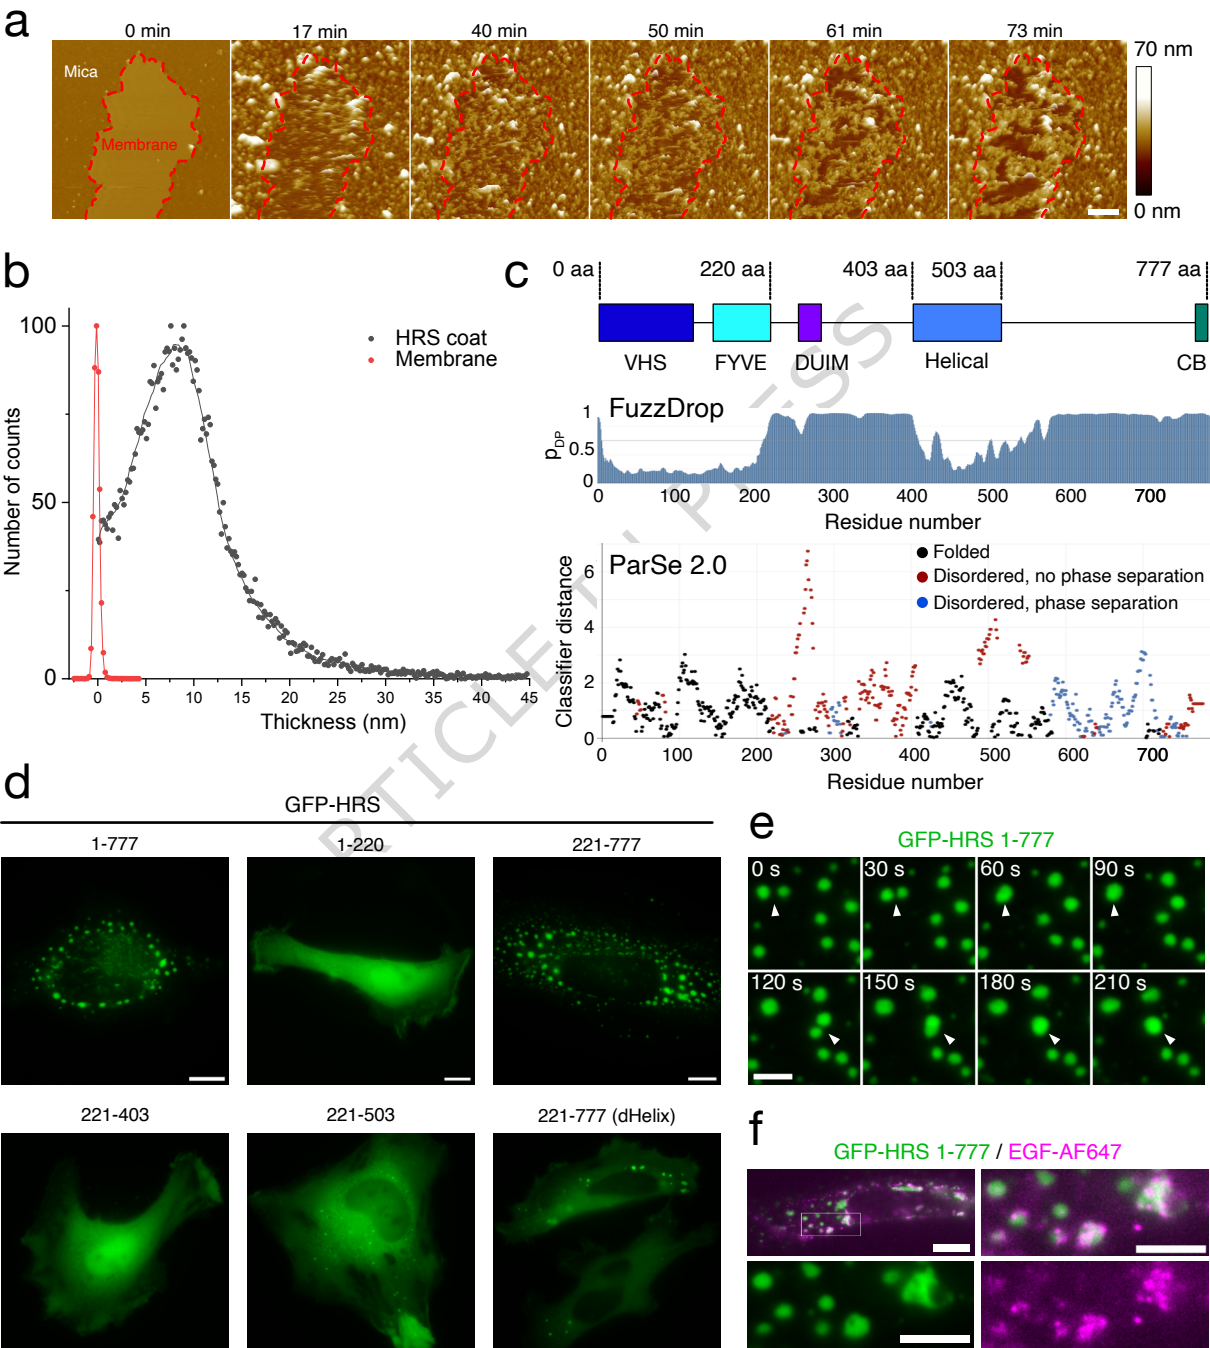 a
0 min 17 min 40 min 50 min 61 min 73 min
Mica
Membrane
70 nm
0 nm
b
Number of counts
100
50
0
HRS coat
Membrane
0 5 10 15 20 25 30 35 40 45
Thickness (nm)
c
0 aa 220 aa 403 aa 503 aa 777 aa
VHS FYVE DUIM Helical CB
FuzzDrop
pDP
1
0.5
0
0 100 200 300 400 500 600 700
Residue number
ParSe 2.0
Folded
Disordered, no phase separation
Disordered, phase separation
Classifier distance
6
4
2
0
0 100 200 300 400 500 600 700
Residue number
ARTICLE IN PRESS
d
GFP-HRS
1-777 1-220 221-777
221-403 221-503 221-777 (dHelix)
e
GFP-HRS 1-777
0 s 30 s 60 s 90 s
120 s 150 s 180 s 210 s
f
GFP-HRS 1-777 / EGF-AF647